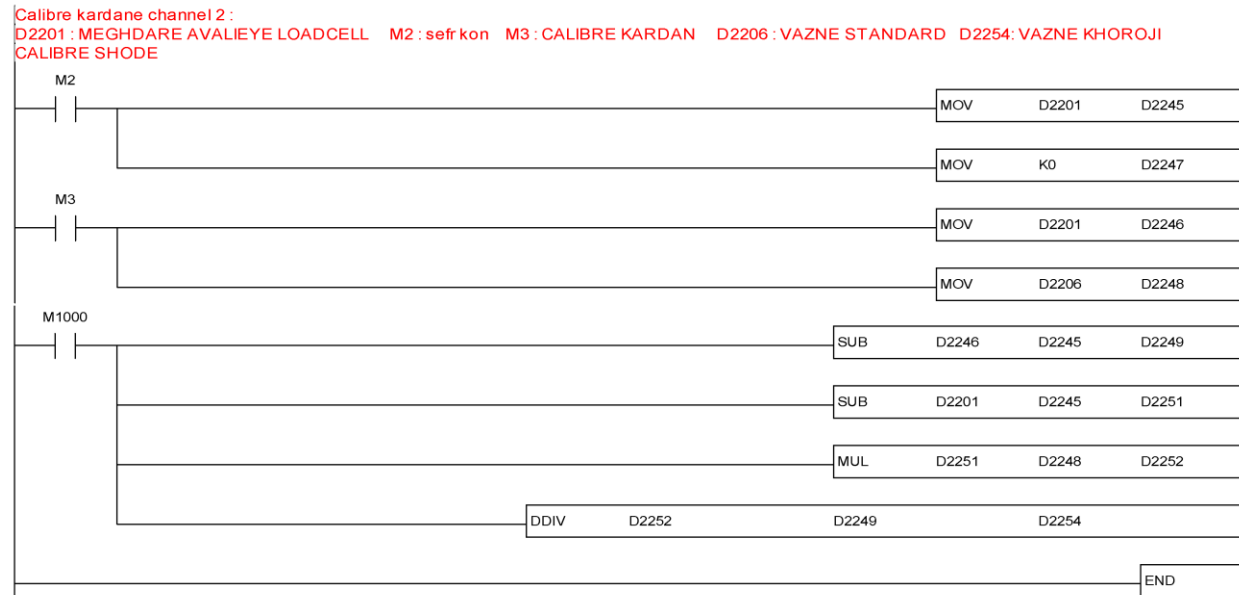 Calibre kardane channel 2 :
D2201 : MEGHDARE AVALIEYE LOADCELL M2 : sefr kon M3 : CALIBRE KARDAN D2206 : VAZNE STANDARD D2254: VAZNE KHOROJI
CALIBRE SHODE
M2
MOV D2201 D2245
MOV K0 D2247
M3
MOV D2201 D2246
MOV D2206 D2248
M1000
SUB D2246 D2245 D2249
SUB D2201 D2245 D2251
MUL D2251 D2248 D2252
DDIV D2252 D2249 D2254
END